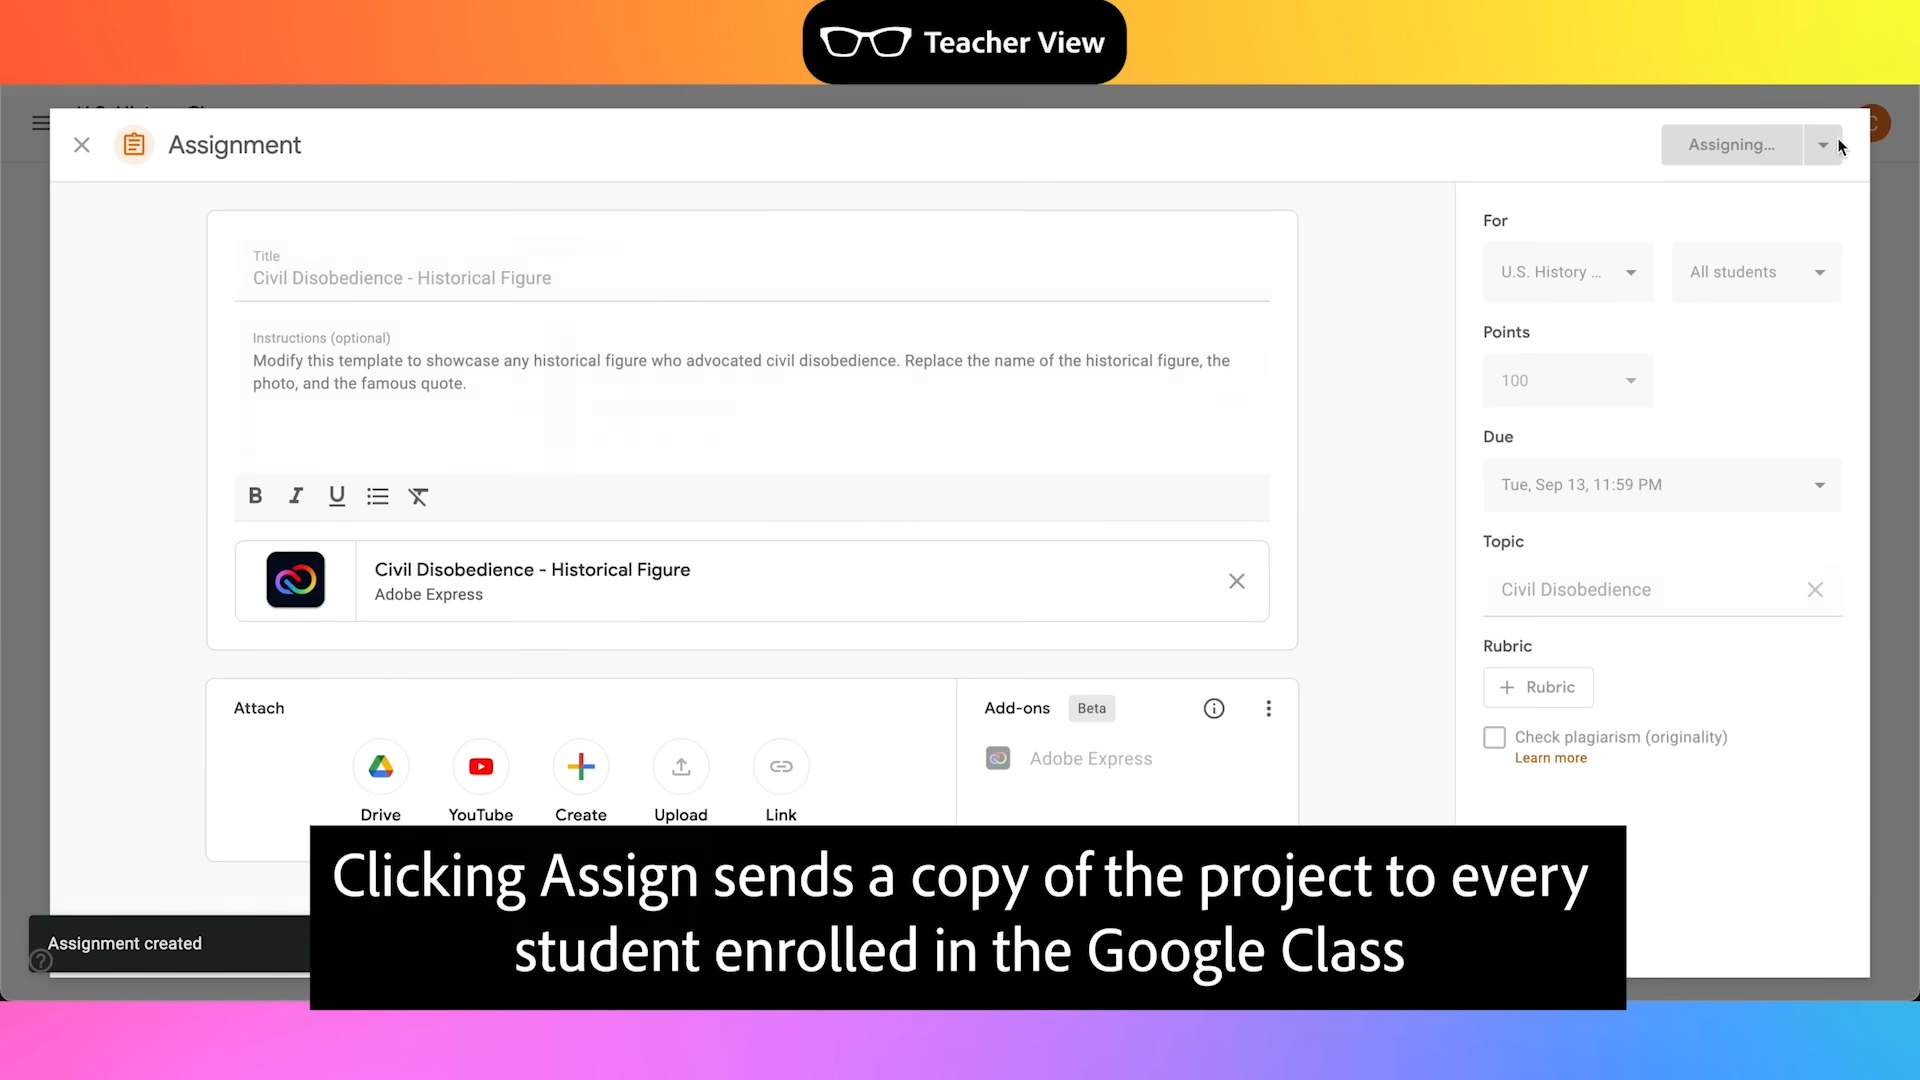 Teacher View
Assignment
Assigning...
Title
Civil Disobedience - Historical Figure
Instructions (optional)
Modify this template to showcase any historical figure who advocated civil disobedience. Replace the name of the historical figure, the
photo, and the famous quote.
B I U
Civil Disobedience - Historical Figure
Adobe Express
Attach
Drive
YouTube
Create
Upload
Link
Add-ons
Beta
Adobe Express
For
U.S. History ...
All students
Points
100
Due
Tue, Sep 13, 11:59 PM
Topic
Civil Disobedience
Rubric
Rubric
Check plagiarism (originality)
Learn more
Assignment created
Clicking Assign sends a copy of the project to every
student enrolled in the Google Class